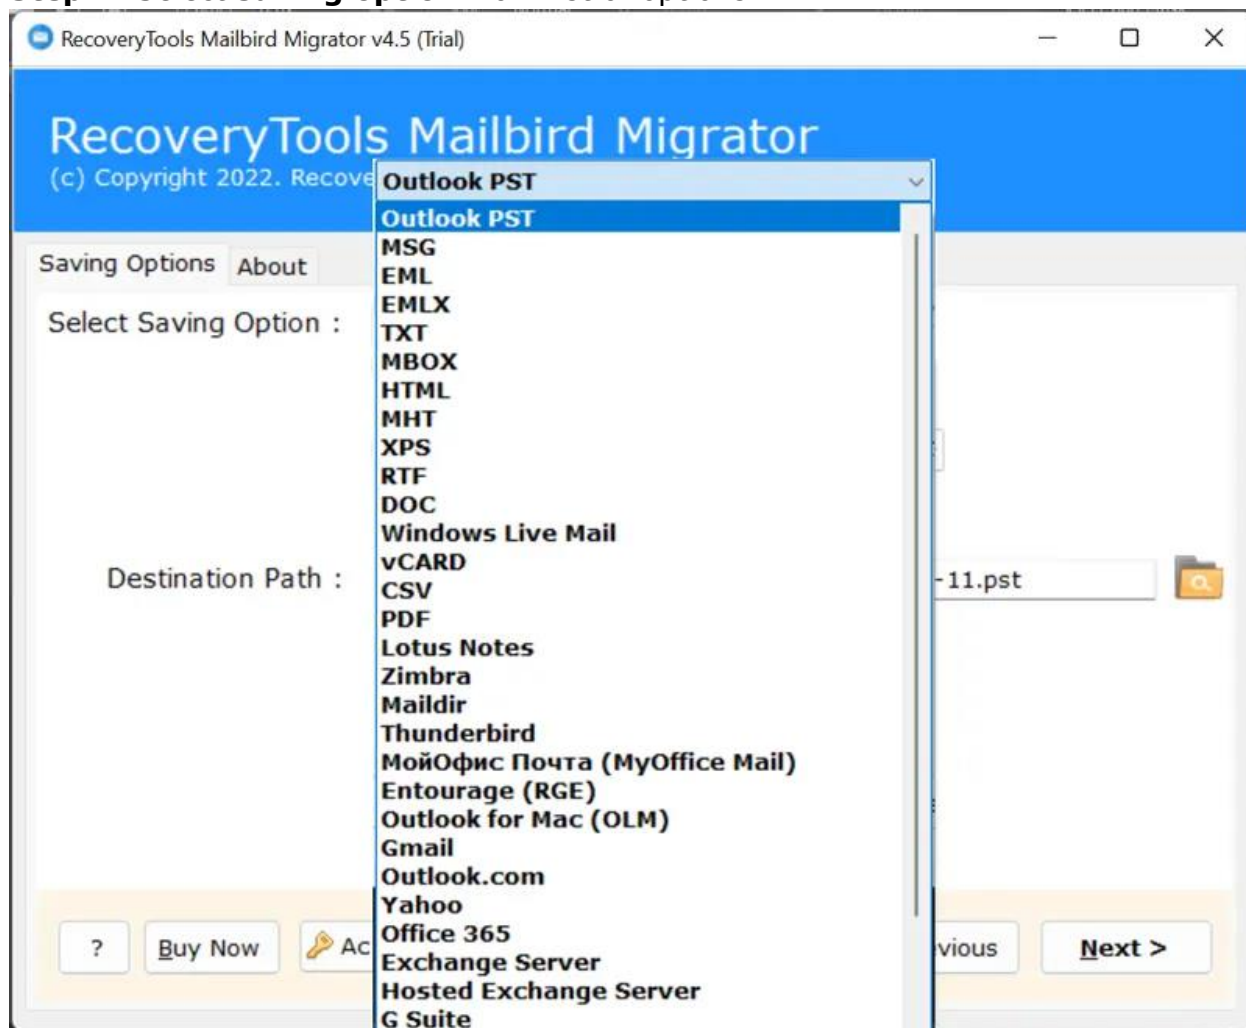 RecoveryTools Mailbird Migrator v4.5 (Trial)
RecoveryTools Mailbird Migrator
(c) Copyright 2022.
Outlook PST
Outlook PST
MSG
EML
EMLX
TXT
MBOX
HTML
MHT
XPS
RTF
DOC
Windows Live Mail
vCARD
CSV
PDF
Lotus Notes
Zimbra
Maildir
Thunderbird
МойОфис Почта (MyOffice Mail)
Entourage (RGE)
Outlook for Mac (OLM)
Gmail
Outlook.com
Yahoo
Office 365
Exchange Server
Hosted Exchange Server
G Suite
Saving Options About
Select Saving Option :
Destination Path :
-11.pst
? Buy Now
Next >